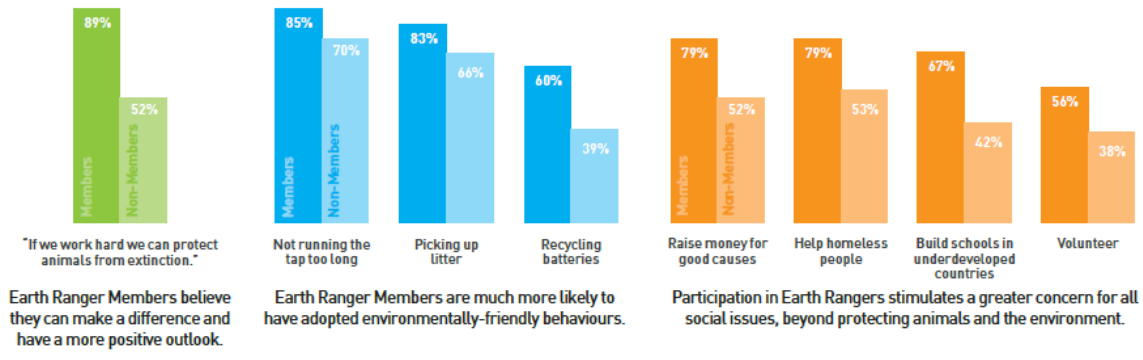 89%
52%
Members
Non-Members
"If we work hard we can protect
animals from extinction."
Earth Ranger Members believe
they can make a difference and
have a more positive outlook.
85%
70%
Members
Non-Members
Not running the
tap too long
83%
66%
Picking up
litter
60%
39%
Recycling
batteries
Earth Ranger Members are much more likely to
have adopted environmentally-friendly behaviours.
79%
52%
Members
Non-Members
Raise money for
good causes
79%
53%
Help homeless
people
67%
42%
Build schools in
underdeveloped
countries
56%
38%
Volunteer
Participation in Earth Rangers stimulates a greater concern for all
social issues, beyond protecting animals and the environment.